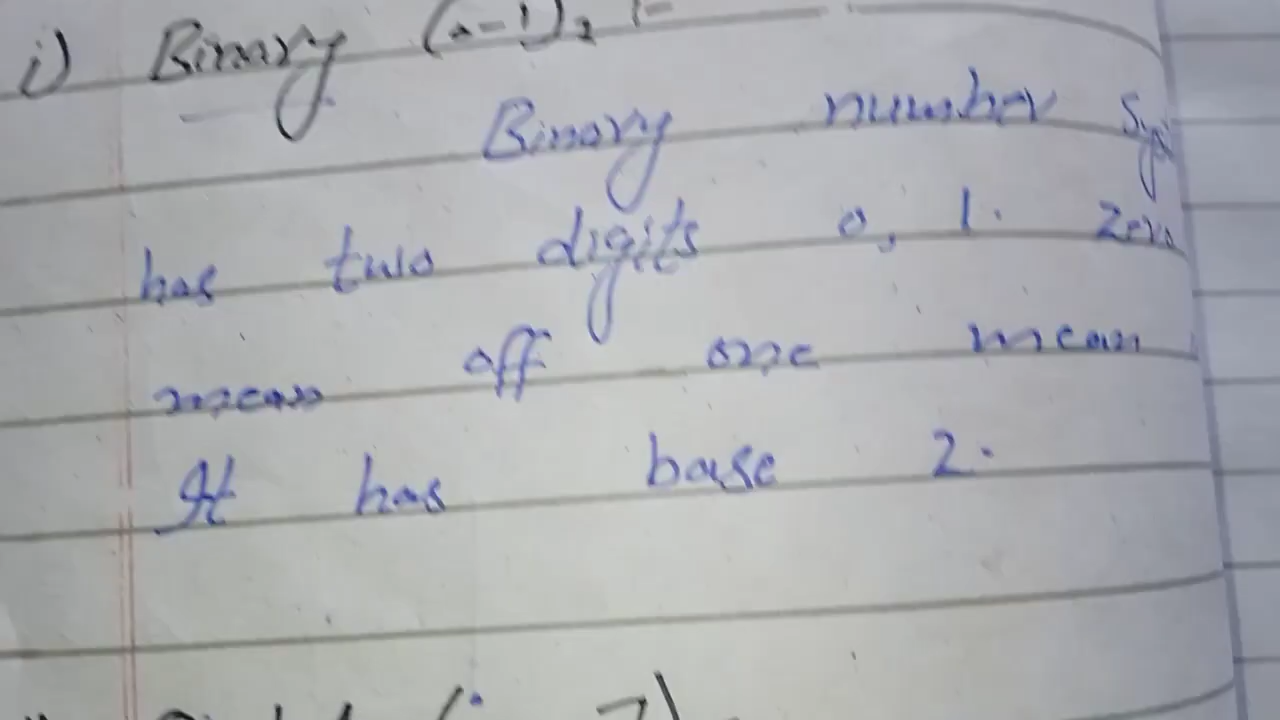 i) Binary (0-1)₂ :-
Binary number Sys
has two digits 0, 1. Zero
mean off one mean
It has base 2.